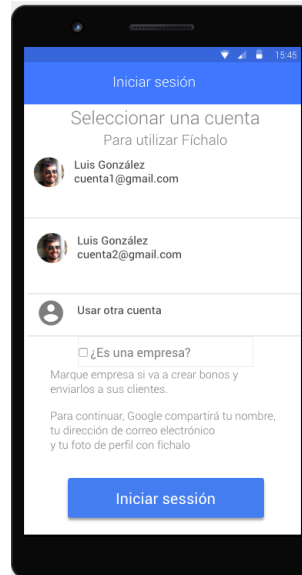 15:45
Iniciar sesión
Seleccionar una cuenta
Para utilizar Fíchalo
Luis González
cuenta1@gmail.com
Luis González
cuenta2@gmail.com
Usar otra cuenta
¿Es una empresa?
Marque empresa si va a crear bonos y
enviarlos a sus clientes.
Para continuar, Google compartirá tu nombre,
tu dirección de correo electrónico
y tu foto de perfil con fíchalo
Iniciar sessión